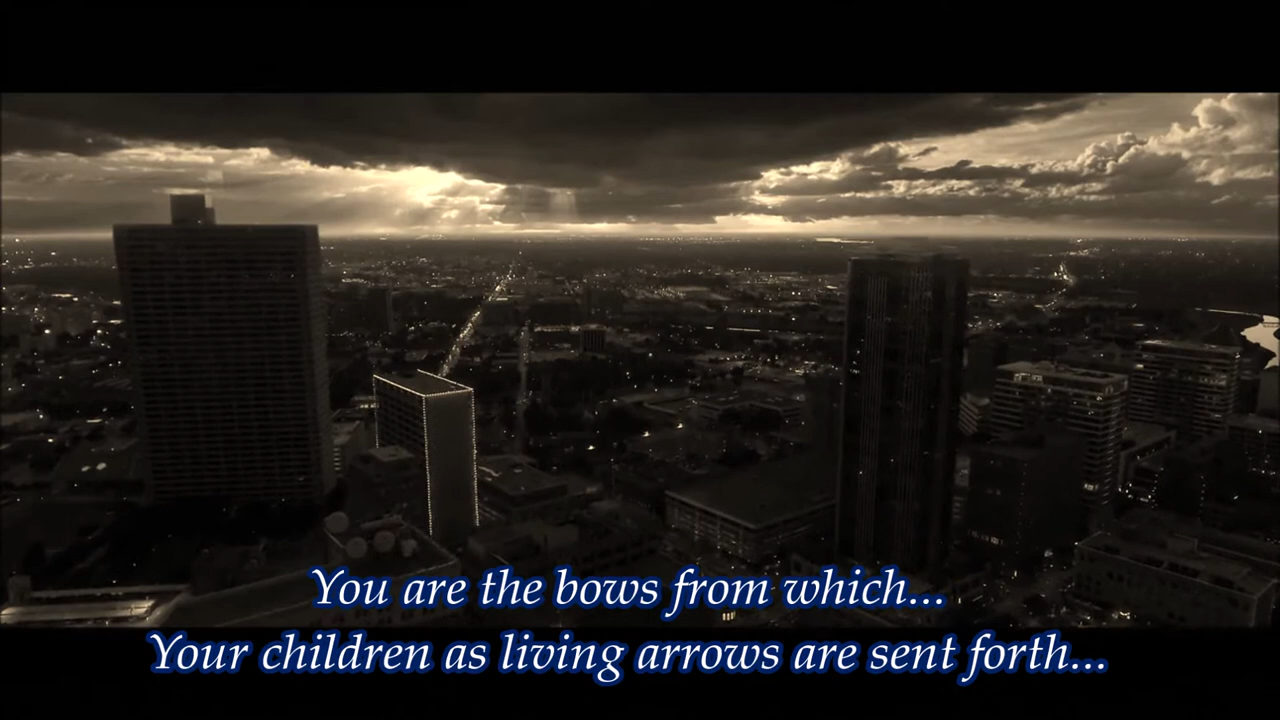 You are the bows from which...
Your children as living arrows are sent forth...